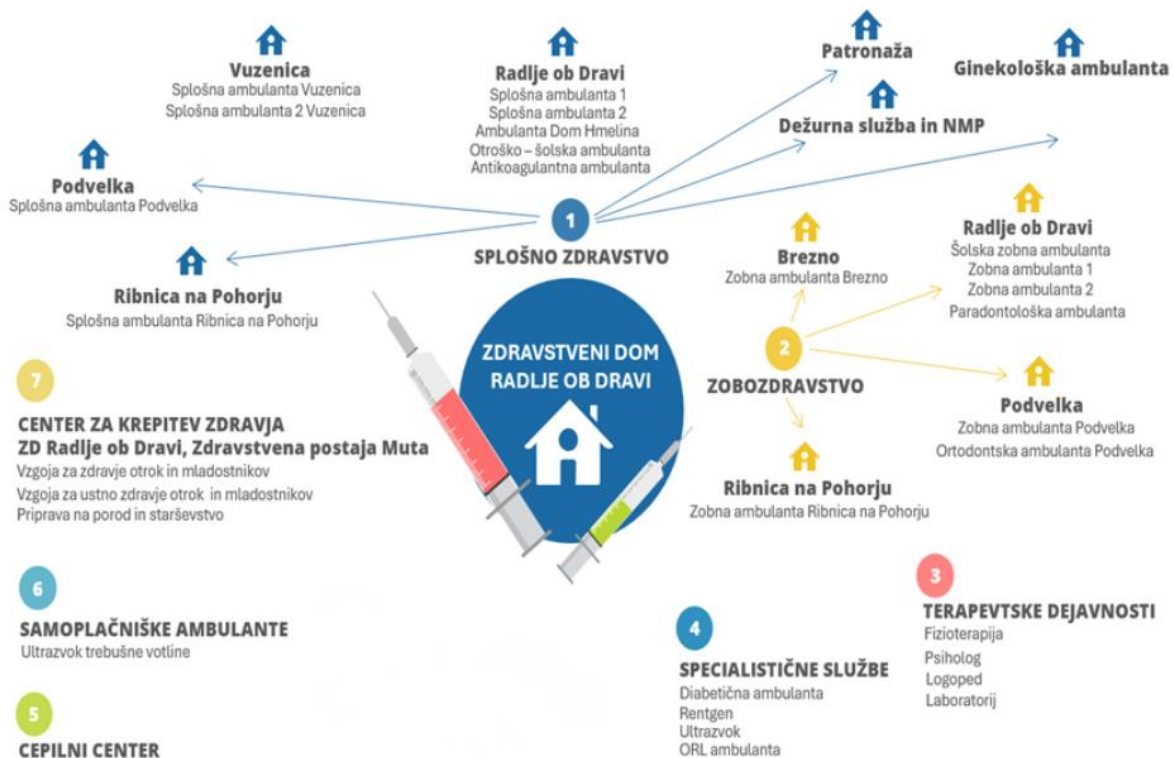 Vuzenica
Splošna ambulanta Vuzenica
Splošna ambulanta 2 Vuzenica
Radlje ob Dravi
Splošna ambulanta 1
Splošna ambulanta 2
Ambulanta Dom Hmelina
Otroško – šolska ambulanta
Antikoagulantna ambulanta
Patronaža
Ginekološka ambulanta
Dežurna služba in NMP
Podvelka
Splošna ambulanta Podvelka
Ribnica na Pohorju
Splošna ambulanta Ribnica na Pohorju
1
SPLOŠNO ZDRAVSTVO
Brezno
Zobna ambulanta Brezno
Radlje ob Dravi
Šolska zobna ambulanta
Zobna ambulanta 1
Zobna ambulanta 2
Paradontološka ambulanta
2
ZOBOZDRAVSTVO
Podvelka
Zobna ambulanta Podvelka
Ortodontska ambulanta Podvelka
Ribnica na Pohorju
Zobna ambulanta Ribnica na Pohorju
ZDRAVSTVENI DOM
RADLJE OB DRAVI
7
CENTER ZA KREPITEV ZDRAVJA
ZD Radlje ob Dravi, Zdravstvena postaja Muta
Vzgoja za zdravje otrok in mladostnikov
Vzgoja za ustno zdravje otrok in mladostnikov
Priprava na porod in starševstvo
6
SAMOPLAČNIŠKE AMBULANTE
Ultrazvok trebušne votline
5
CEPILNI CENTER
4
SPECIALISTIČNE SLUŽBE
Diabetična ambulanta
Rentgen
Ultrazvok
ORL ambulanta
3
TERAPEVTSKE DEJAVNOSTI
Fizioterapija
Psiholog
Logoped
Laboratorij